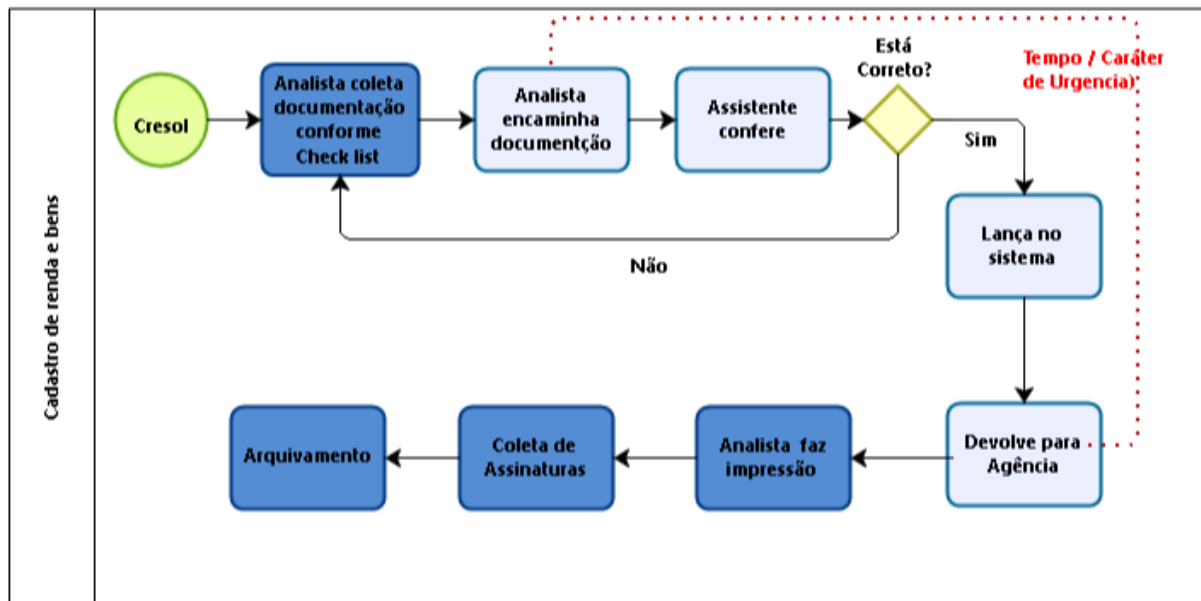 Cadastro de renda e bens
Cresol
Analista coleta
documentação
conforme
Check list
Analista
encaminha
documentção
Assistente
confere
Está
Correto?
Tempo / Caráter
de Urgencia)
Sim
Não
Lança no
sistema
Devolve para
Agência
Analista faz
impressão
Coleta de
Assinaturas
Arquivamento